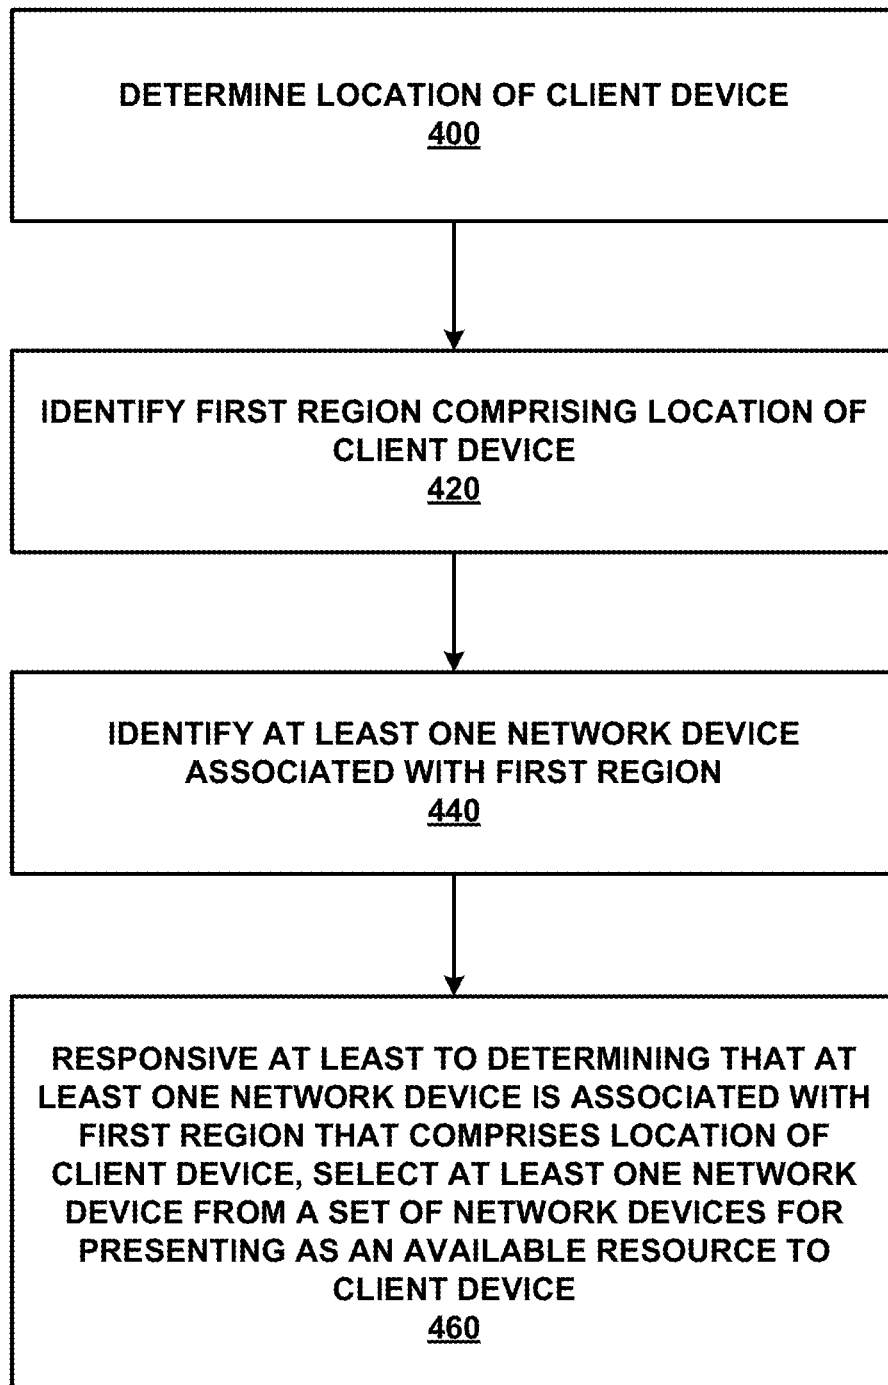 DETERMINE LOCATION OF CLIENT DEVICE
400
IDENTIFY FIRST REGION COMPRISING LOCATION OF
CLIENT DEVICE
420
IDENTIFY AT LEAST ONE NETWORK DEVICE
ASSOCIATED WITH FIRST REGION
440
RESPONSIVE AT LEAST TO DETERMINING THAT AT
LEAST ONE NETWORK DEVICE IS ASSOCIATED WITH
FIRST REGION THAT COMPRISES LOCATION OF
CLIENT DEVICE, SELECT AT LEAST ONE NETWORK
DEVICE FROM A SET OF NETWORK DEVICES FOR
PRESENTING AS AN AVAILABLE RESOURCE TO
CLIENT DEVICE
460